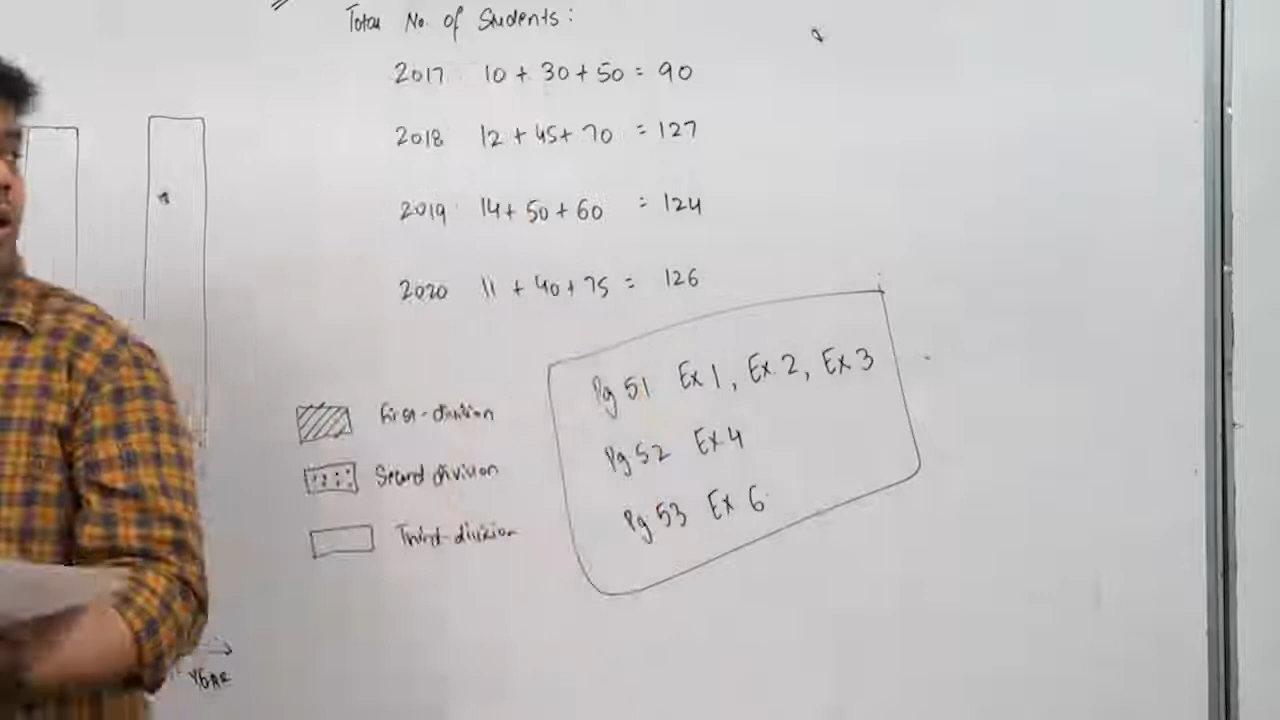 Total No. of Students :
2017 10 + 30 + 50 = 90
2018 12 + 45 + 70 = 127
2019 14 + 50 + 60 = 124
2020 11 + 40 + 75 = 126
First-division
Second division
Third-division
Pg 51 Ex 1, Ex 2, Ex 3
Pg 52 Ex 4
Pg 53 Ex 6
YEAR